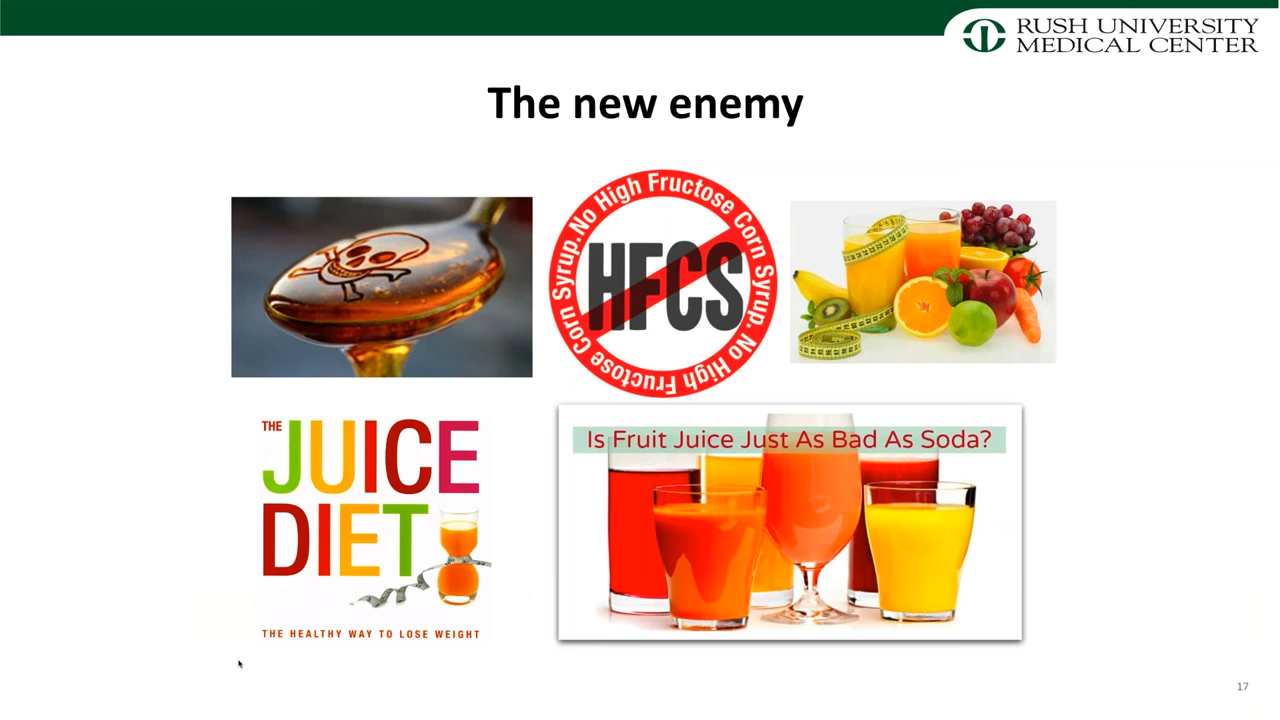 RUSH UNIVERSITY
MEDICAL CENTER
The new enemy
No High Fructose Corn Syrup. No High Fructose Corn Syrup.
HFCS
THE
JUICE
DIET
THE HEALTHY WAY TO LOSE WEIGHT
Is Fruit Juice Just As Bad As Soda?
17